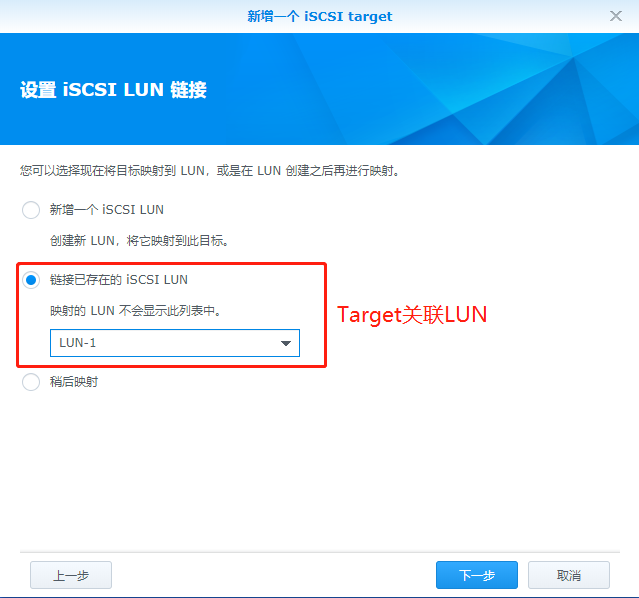 新增一个 iSCSI target
设置 iSCSI LUN 链接
您可以选择现在将目标映射到 LUN，或是在 LUN 创建之后再进行映射。
新增一个 iSCSI LUN
创建新 LUN，将它映射到此目标。
链接已存在的 iSCSI LUN
映射的 LUN 不会显示此列表中。
LUN-1
Target关联LUN
稍后映射
上一步
下一步
取消